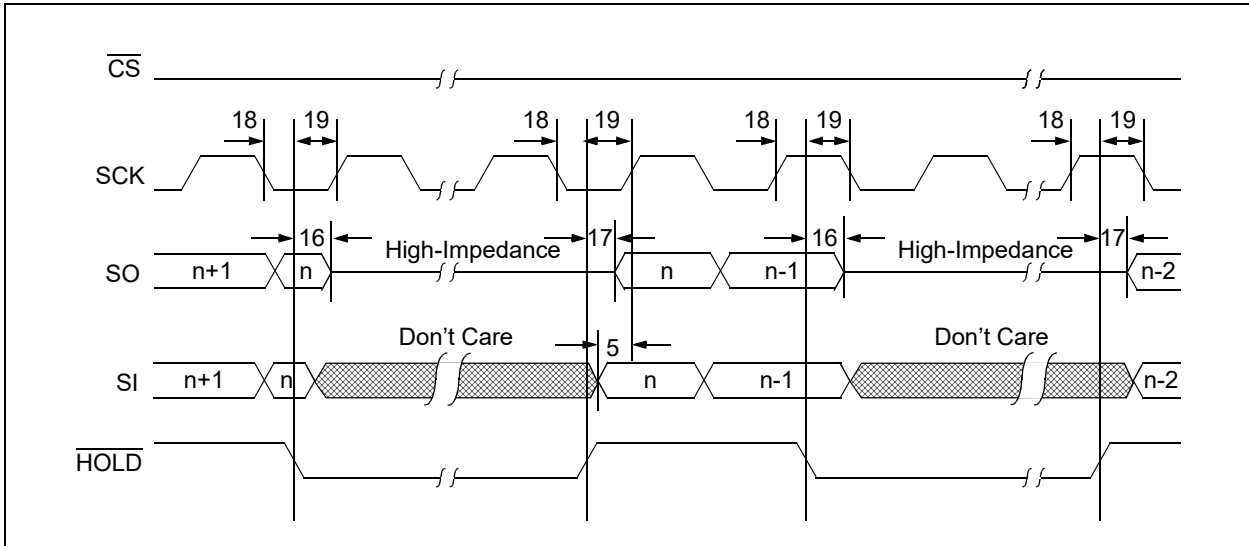 CS
18 19 18 19 18 19 18 19
SCK
16 High-Impedance 17 16 High-Impedance 17
SO n+1 n n n-1 n-2
Don't Care 5 Don't Care
SI n+1 n n n-1 n-2
HOLD